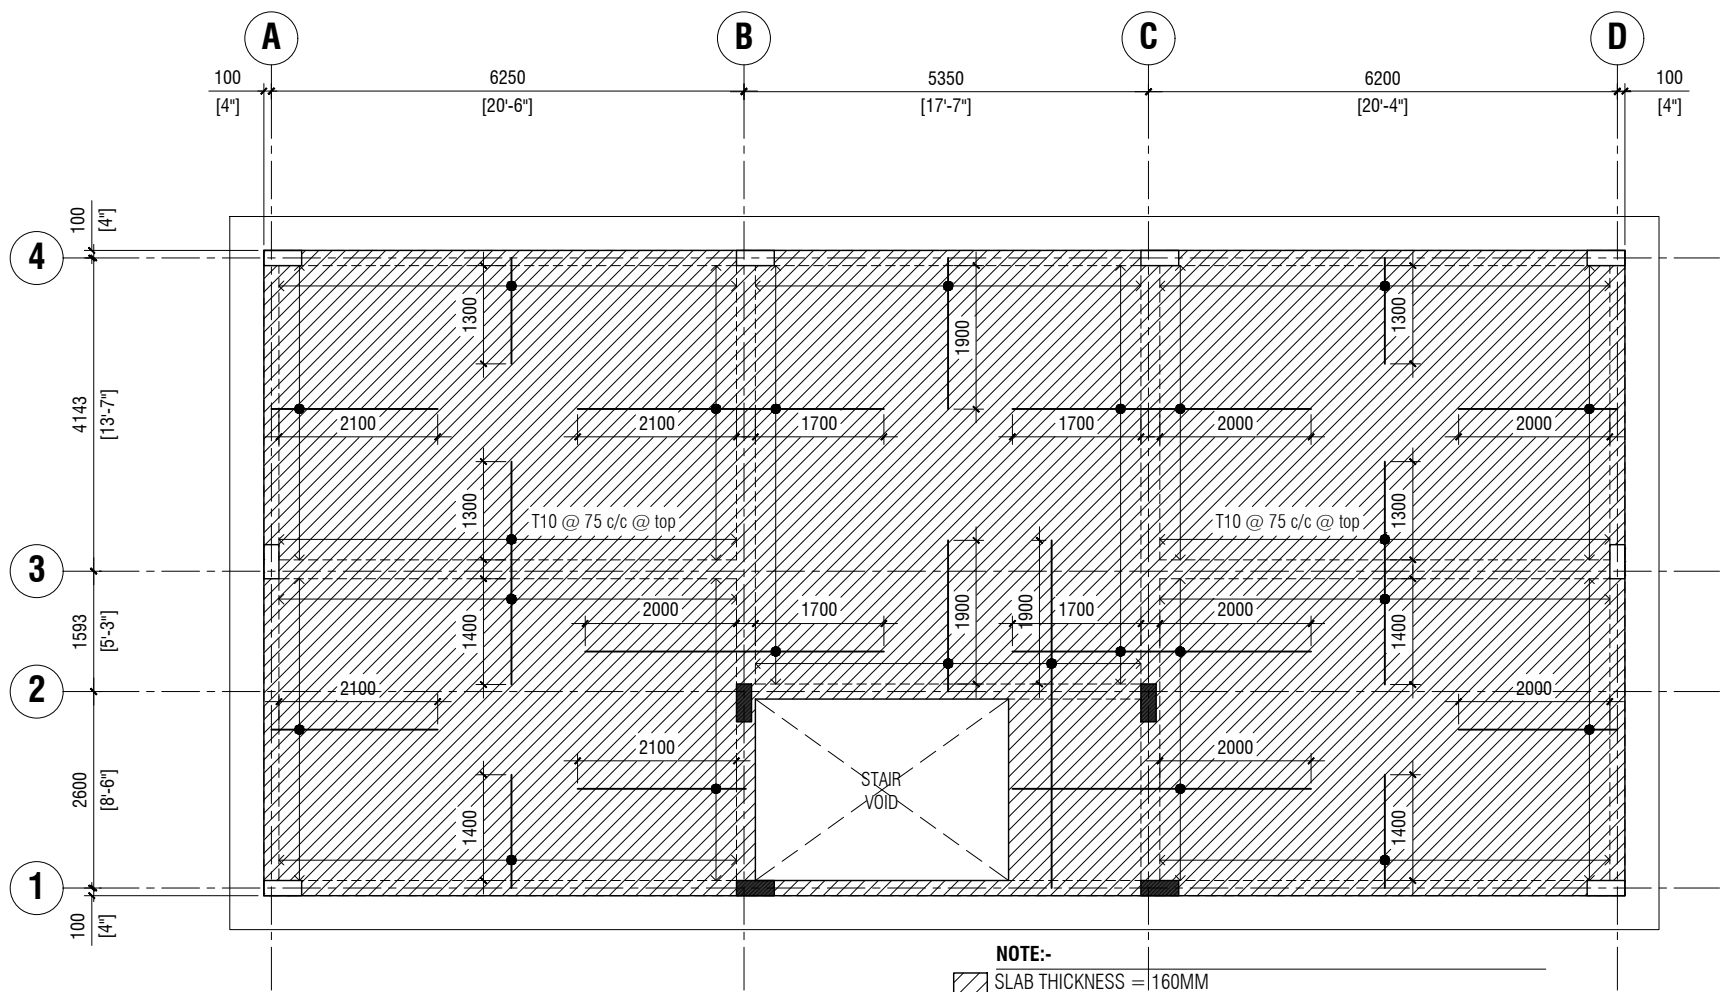 A B C D
100 6250 5350 6200 100
[4"] [20'-6"] [17'-7"] [20'-4"] [4"]
100
[4"]
4
1300 1900 1300
4143
[13'-7"]
2100 2100 1700 1700 2000 2000
1300 1300
T10 @ 75 c/c @ top T10 @ 75 c/c @ top
3
1593
[5'-3"]
1400 2000 1700 1900 1900 1700 2000 1400
2
2100 2000
2600
[8'-6"]
2100 2000
STAIR
VOID
1400 1400
1
100
[4"]
NOTE:-
SLAB THICKNESS = 160MM